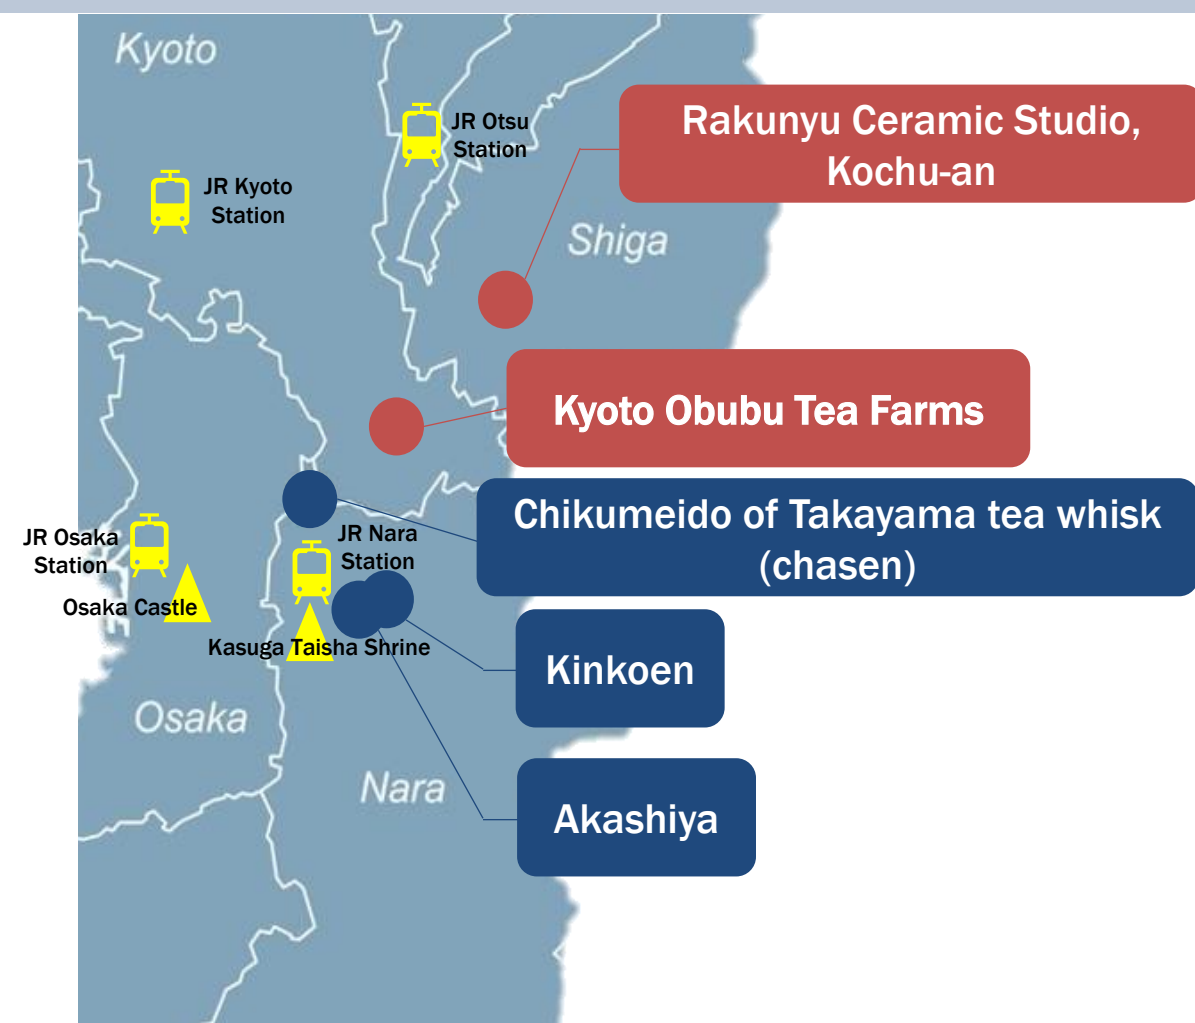 Kyoto
JR Otsu
Station
Rakunyu Ceramic Studio,
Kochu-an
JR Kyoto
Station
Shiga
Kyoto Obubu Tea Farms
Chikumeido of Takayama tea whisk
(chasen)
JR Osaka
Station
JR Nara
Station
Osaka Castle
Kasuga Taisha Shrine
Kinkoen
Osaka
Nara
Akashiya